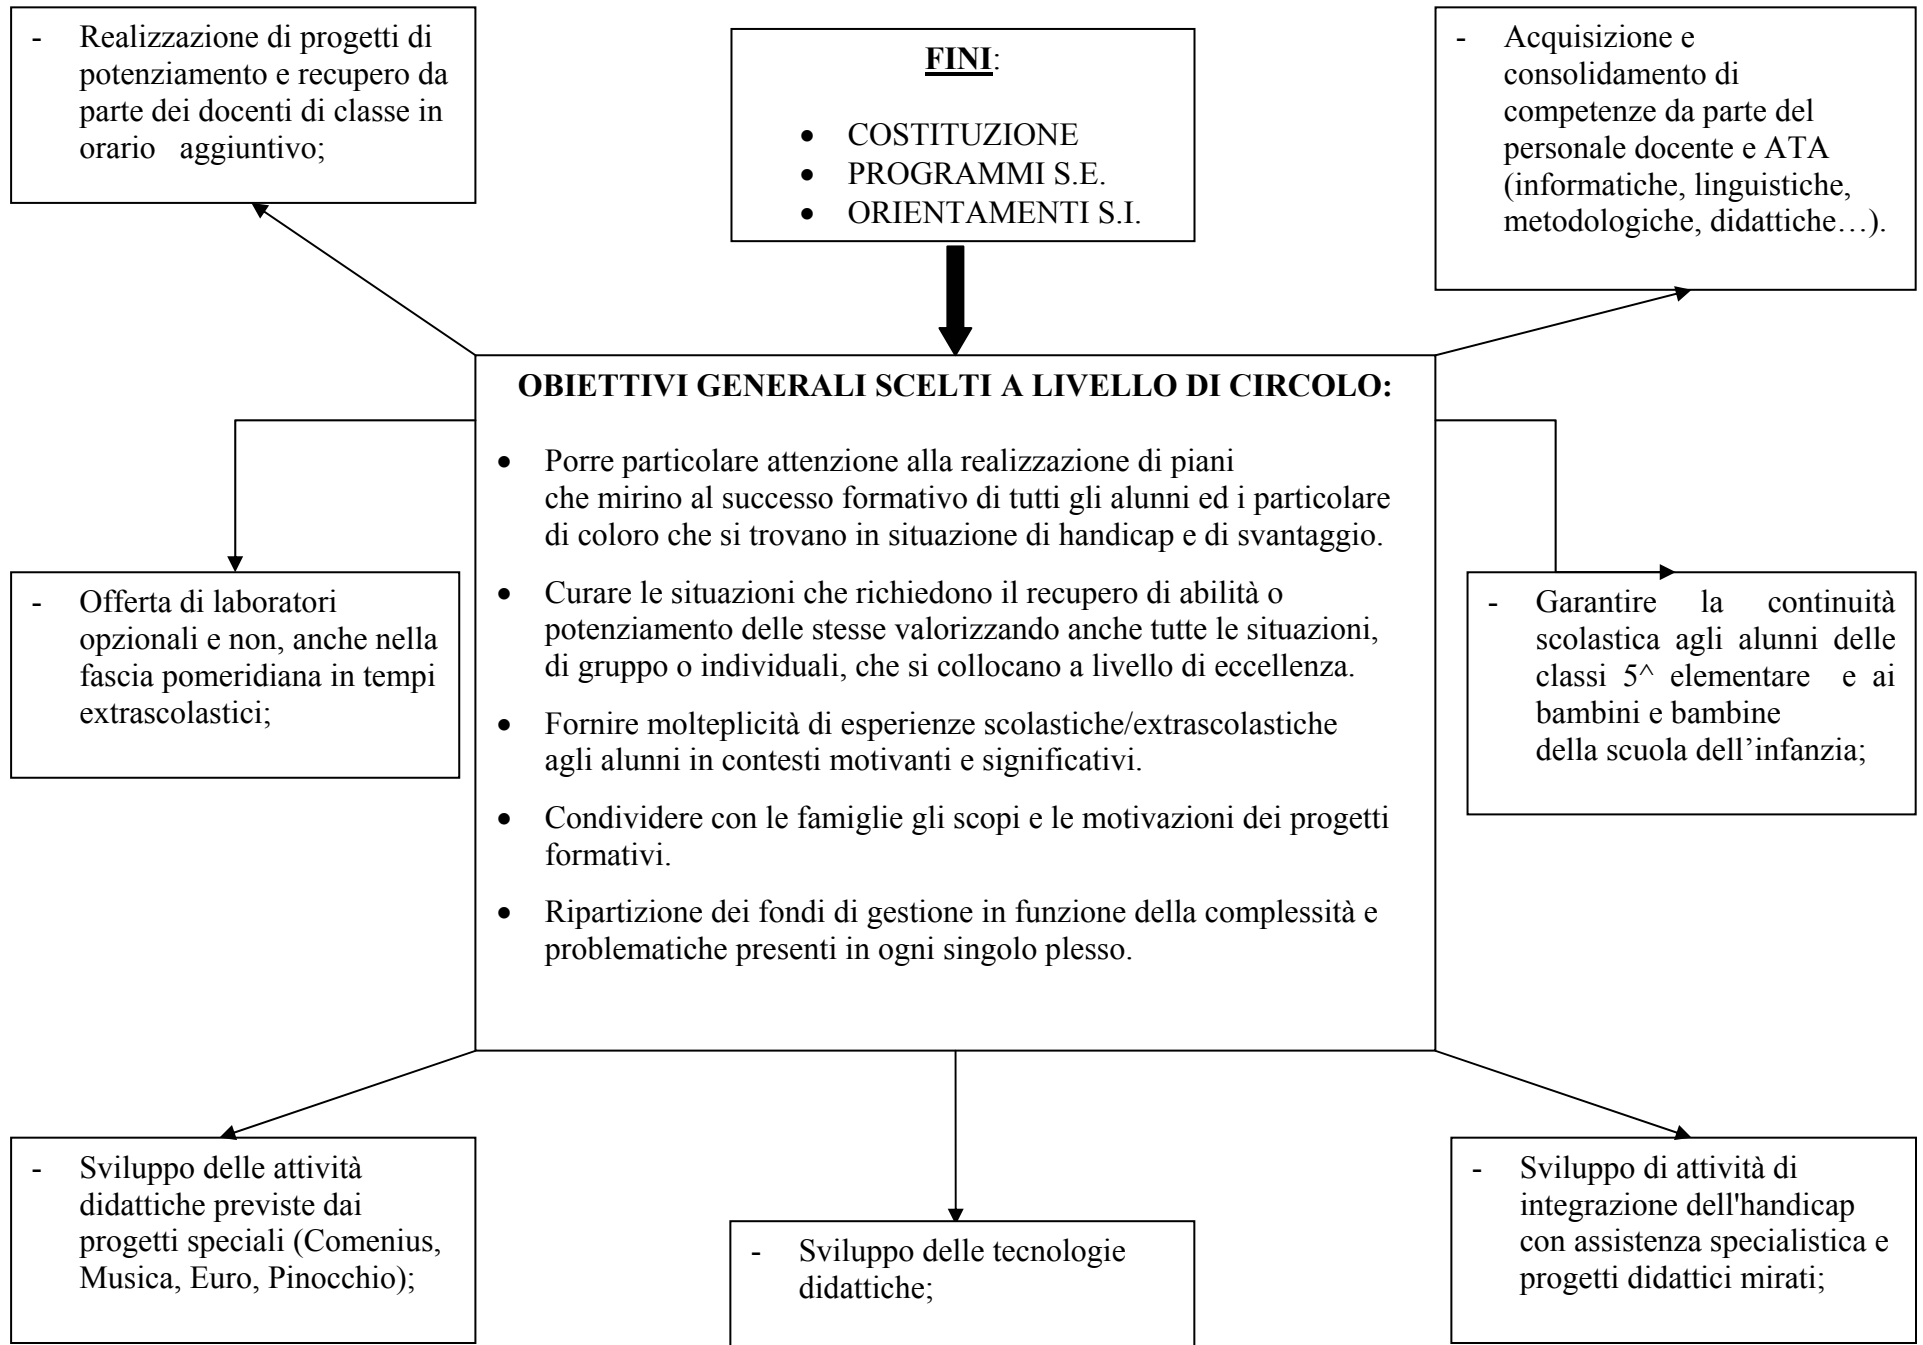 - Realizzazione di progetti di
potenziamento e recupero da
parte dei docenti di classe in
orario aggiuntivo;
FINI:
• COSTITUZIONE
• PROGRAMMI S.E.
• ORIENTAMENTI S.I.
- Acquisizione e
consolidamento di
competenze da parte del
personale docente e ATA
(informatiche, linguistiche,
metodologiche, didattiche…).
OBIETTIVI GENERALI SCELTI A LIVELLO DI CIRCOLO:
• Porre particolare attenzione alla realizzazione di piani
che mirino al successo formativo di tutti gli alunni ed i particolare
di coloro che si trovano in situazione di handicap e di svantaggio.
• Curare le situazioni che richiedono il recupero di abilità o
potenziamento delle stesse valorizzando anche tutte le situazioni,
di gruppo o individuali, che si collocano a livello di eccellenza.
• Fornire molteplicità di esperienze scolastiche/extrascolastiche
agli alunni in contesti motivanti e significativi.
• Condividere con le famiglie gli scopi e le motivazioni dei progetti
formativi.
• Ripartizione dei fondi di gestione in funzione della complessità e
problematiche presenti in ogni singolo plesso.
- Offerta di laboratori
opzionali e non, anche nella
fascia pomeridiana in tempi
extrascolastici;
- Garantire la continuità
scolastica agli alunni delle
classi 5^ elementare e ai
bambini e bambine
della scuola dell’infanzia;
- Sviluppo delle attività
didattiche previste dai
progetti speciali (Comenius,
Musica, Euro, Pinocchio);
- Sviluppo delle tecnologie
didattiche;
- Sviluppo di attività di
integrazione dell'handicap
con assistenza specialistica e
progetti didattici mirati;